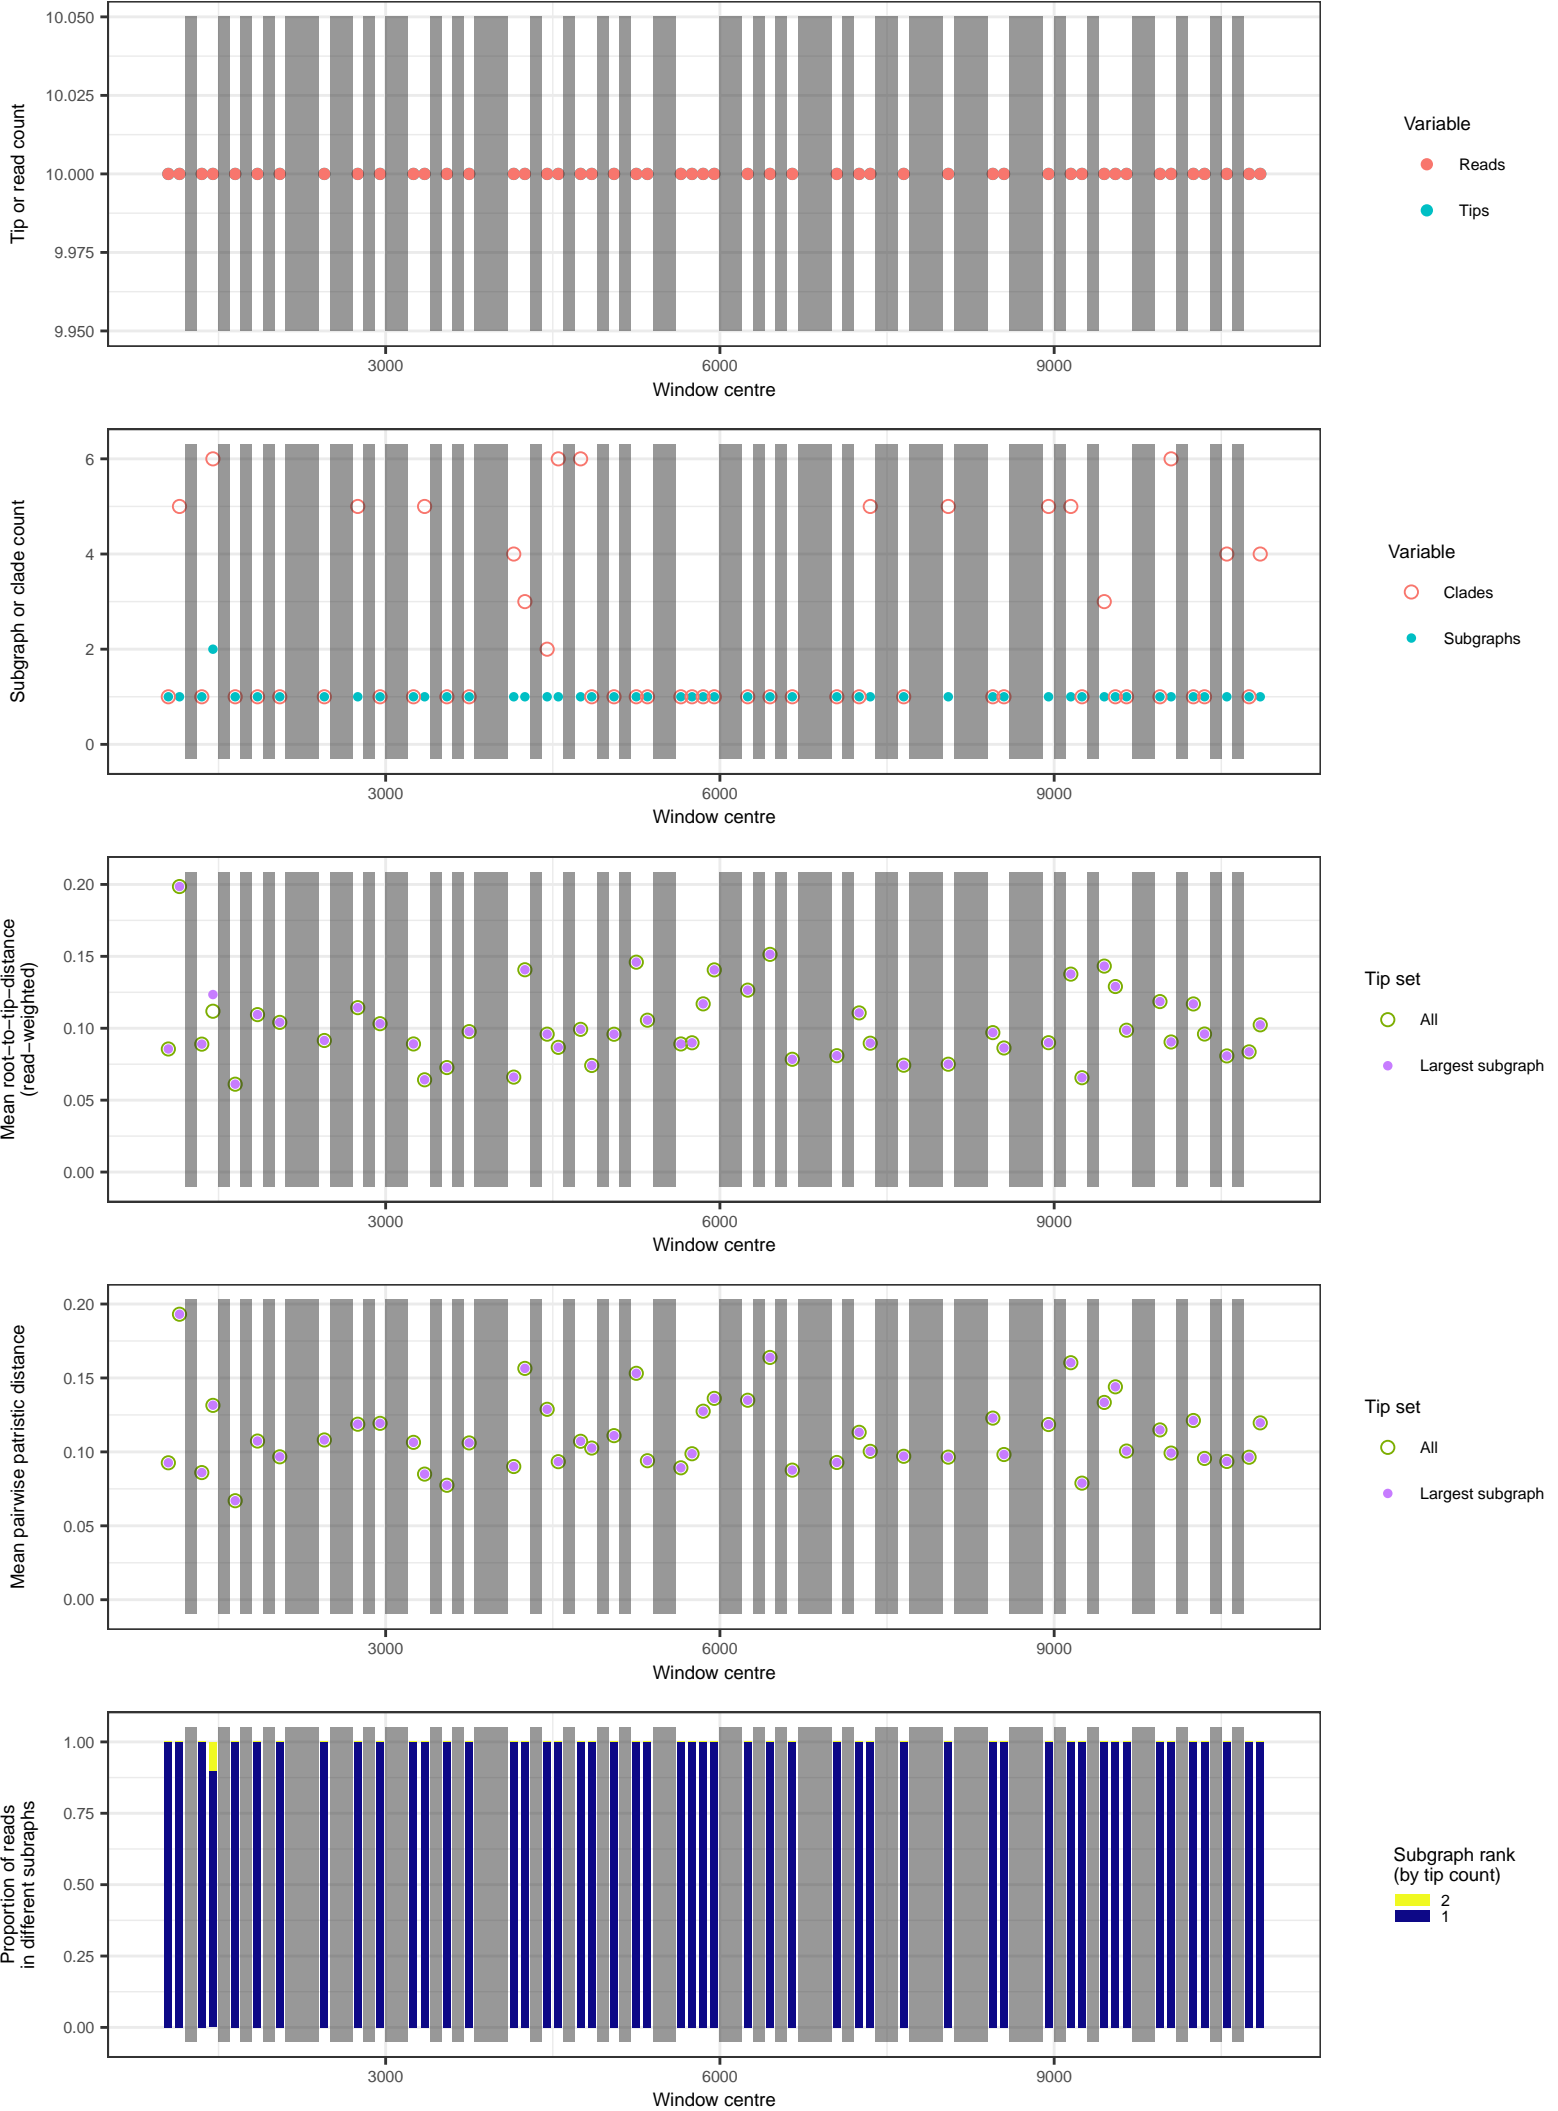 10.050
10.025
10.000
9.975
9.950
Tip or read count
3000
6000
9000
Window centre
Variable
Reads
Tips
6
4
2
0
Subgraph or clade count
3000
6000
9000
Window centre
Variable
Clades
Subgraphs
0.20
0.15
0.10
0.05
0.00
Mean root−to−tip−distance
(read−weighted)
3000
6000
9000
Window centre
Tip set
All
Largest subgraph
0.20
0.15
0.10
0.05
0.00
Mean pairwise patristic distance
3000
6000
9000
Window centre
Tip set
All
Largest subgraph
1.00
0.75
0.50
0.25
0.00
Proportion of reads
in different subraphs
3000
6000
9000
Window centre
Subgraph rank
(by tip count)
2
1